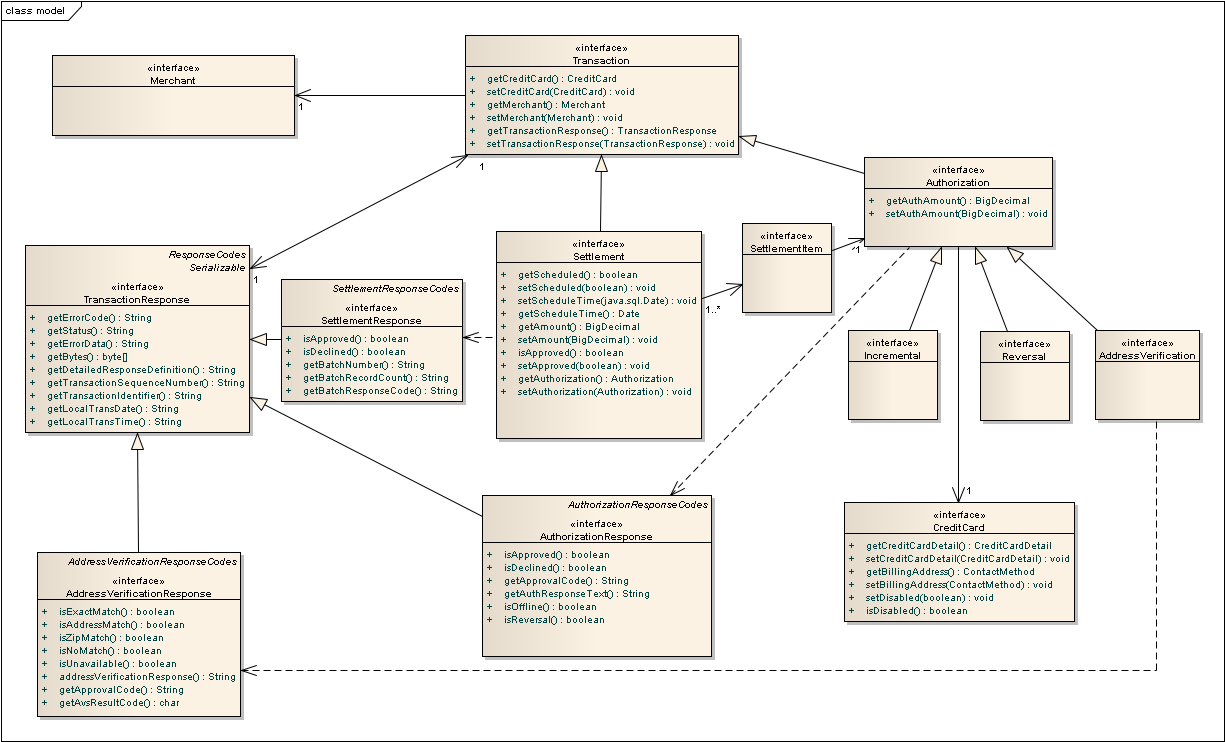 class model
«interface»
Merchant
1
«interface»
Transaction
+ getCreditCard() : CreditCard
+ setCreditCard(CreditCard) : void
+ getMerchant() : Merchant
+ setMerchant(Merchant) : void
+ getTransactionResponse() : TransactionResponse
+ setTransactionResponse(TransactionResponse) : void
1
«interface»
Authorization
+ getAuthAmount() : BigDecimal
+ setAuthAmount(BigDecimal) : void
ResponseCodes
Serializable
«interface»
TransactionResponse
+ getErrorCode() : String
+ getStatus() : String
+ getErrorData() : String
+ getBytes() : byte[]
+ getDetailedResponseDefinition() : String
+ getTransactionSequenceNumber() : String
+ getTransactionIdentifier() : String
+ getLocalTransDate() : String
+ getLocalTransTime() : String
1
SettlementResponseCodes
«interface»
SettlementResponse
+ isApproved() : boolean
+ isDeclined() : boolean
+ getBatchNumber() : String
+ getBatchRecordCount() : String
+ getBatchResponseCode() : String
«interface»
Settlement
+ getScheduled() : boolean
+ setScheduled(boolean) : void
+ setScheduleTime(java.sql.Date) : void
+ getScheduleTime() : Date
+ getAmount() : BigDecimal
+ setAmount(BigDecimal) : void
+ isApproved() : boolean
+ setApproved(boolean) : void
+ getAuthorization() : Authorization
+ setAuthorization(Authorization) : void
1..*
«interface»
SettlementItem
1
«interface»
Incremental
«interface»
Reversal
«interface»
AddressVerification
AuthorizationResponseCodes
«interface»
AuthorizationResponse
+ isApproved() : boolean
+ isDeclined() : boolean
+ getApprovalCode() : String
+ getAuthResponseText() : String
+ isOffline() : boolean
+ isReversal() : boolean
1
«interface»
CreditCard
+ getCreditCardDetail() : CreditCardDetail
+ setCreditCardDetail(CreditCardDetail) : void
+ getBillingAddress() : ContactMethod
+ setBillingAddress(ContactMethod) : void
+ setDisabled(boolean) : void
+ isDisabled() : boolean
AddressVerificationResponseCodes
«interface»
AddressVerificationResponse
+ isExactMatch() : boolean
+ isAddressMatch() : boolean
+ isZipMatch() : boolean
+ isNoMatch() : boolean
+ isUnavailable() : boolean
+ addressVerificationResponse() : String
+ getApprovalCode() : String
+ getAvsResultCode() : char